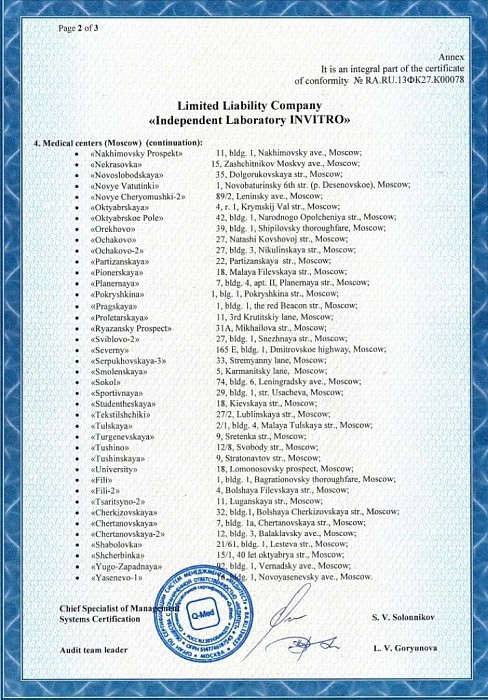 Page 2 of 3
Annex
It is an integral part of the certificate
of conformity № RA.RU.13ФК27.К00078
Limited Liability Company
«Independent Laboratory INVITRO»
4. Medical centers (Moscow) (continuation):
• «Nakhimovsky Prospekt» 11, bldg. 1, Nakhimovsky ave., Moscow;
• «Nekrasovka» 15, Zashchitnikov Moskvy ave., Moscow;
• «Novoslobodskaya» 35, Dolgorukovskaya str., Moscow;
• «Novye Vatutinki» 1, Novobaturinsky 6th str. (p. Desenovskoe), Moscow;
• «Novye Cheryomushki-2» 89/2, Leninsky ave., Moscow;
• «Oktyabrskaya» 4, r. 1, Krymskij Val str., Moscow;
• «Oktyabrskoe Pole» 42, bldg. 1, Narodnogo Opolcheniya str., Moscow;
• «Orekhovo» 39, bldg. 1, Shipilovsky thoroughfare, Moscow;
• «Ochakovo» 27, Natashi Kovshovoj str., Moscow;
• «Ochakovo-2» 27, bldg. 3, Nikulinskaya str., Moscow;
• «Partizanskaya» 22, Partizanskaya str., Moscow;
• «Pionerskaya» 18, Malaya Filevskaya str., Moscow;
• «Planernaya» 7, bldg. 4, apt. II, Planernaya str., Moscow;
• «Pokryshkina» 1, blg. 1, Pokryshkina str., Moscow;
• «Pragskaya» 1, bldg. 1, the red Beacon str., Moscow;
• «Proletarskaya» 11, 3rd Krutitskiy lane, Moscow;
• «Ryazansky Prospect» 31A, Mikhailova str., Moscow;
• «Sviblovo-2» 27, bldg. 1, Snezhnaya str., Moscow;
• «Severny» 165 E, bldg. 1, Dmitrovskoe highway, Moscow;
• «Serpukhovskaya-3» 33, Stremyanny lane, Moscow;
• «Smolenskaya» 5, Karmanitsky lane, Moscow;
• «Sokol» 74, bldg. 6, Leningradsky ave., Moscow;
• «Sportivnaya» 29, bldg. 1, str. Usacheva, Moscow;
• «Studentheskaya» 18, Kievskaya str., Moscow;
• «Tekstilshchiki» 27/2, Lublinskaya str., Moscow;
• «Tulskaya» 2/1, bldg. 4, Malaya Tulskaya str., Moscow;
• «Turgenevskaya» 9, Sretenka str., Moscow;
• «Tushino» 12/8, Svobody str., Moscow;
• «Tushinskaya» 9, Stratonavtov str., Moscow;
• «University» 18, Lomonosovsky prospect, Moscow;
• «Fili» 1, bldg. 1, Bagrationovsky thoroughfare, Moscow;
• «Fili-2» 4, Bolshaya Filevskaya str., Moscow;
• «Tsaritsyno-2» 11, Luganskaya str., Moscow;
• «Cherkizovskaya» 32, bldg.1, Bolshaya Cherkizovskaya str., Moscow;
• «Chertanovskaya» 7, bldg. 1a, Chertanovskaya str., Moscow;
• «Chertanovskaya-2» 12, bldg. 3, Balaklavsky ave., Moscow;
• «Shabolovka» 21/61, bldg. 1, Lesteva str., Moscow;
• «Shcherbinka» 15/1, 40 let oktyabrya str., Moscow;
• «Yugo-Zapadnaya» 92, bldg. 1, Vernadsky ave., Moscow;
• «Yasenevo-1» bldg. 1, Novoyasenevsky ave., Moscow.
Chief Specialist of Management
Systems Certification
S. V. Solonnikov
Audit team leader
L. V. Goryunova
Q-Med
МОСКВА